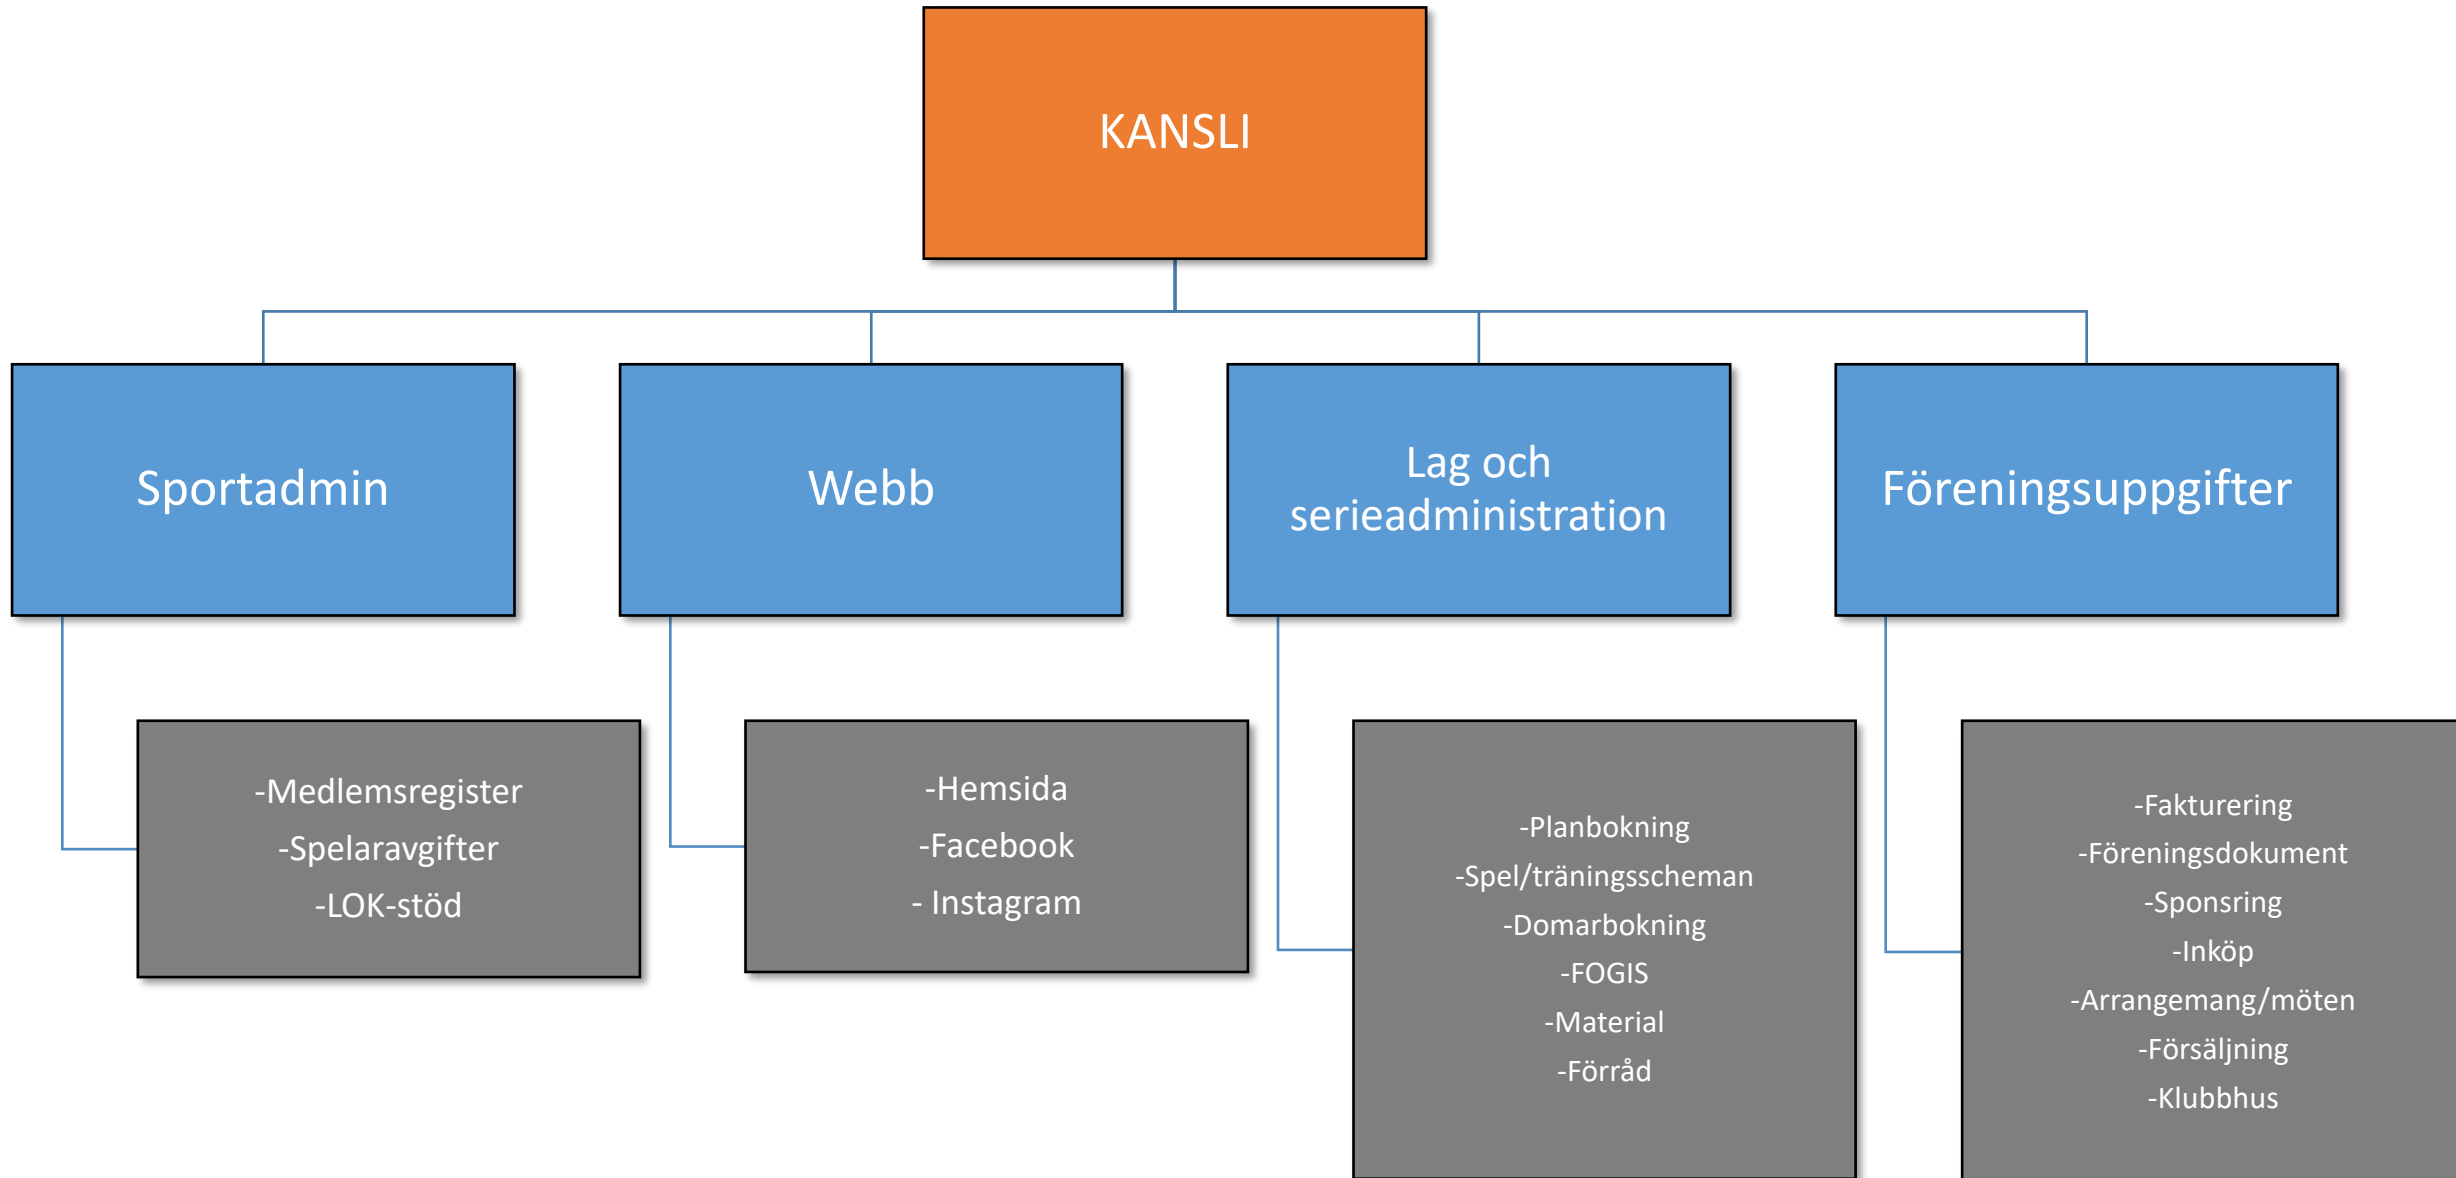 KANSLI
Sportadmin
Webb
Lag och
serieadministration
Föreningsuppgifter
-Medlemsregister
-Spelaravgifter
-LOK-stöd
-Hemsida
-Facebook
- Instagram
-Planbokning
-Spel/träningsscheman
-Domarbokning
-FOGIS
-Material
-Förråd
-Fakturering
-Föreningsdokument
-Sponsring
-Inköp
-Arrangemang/möten
-Försäljning
-Klubbhus